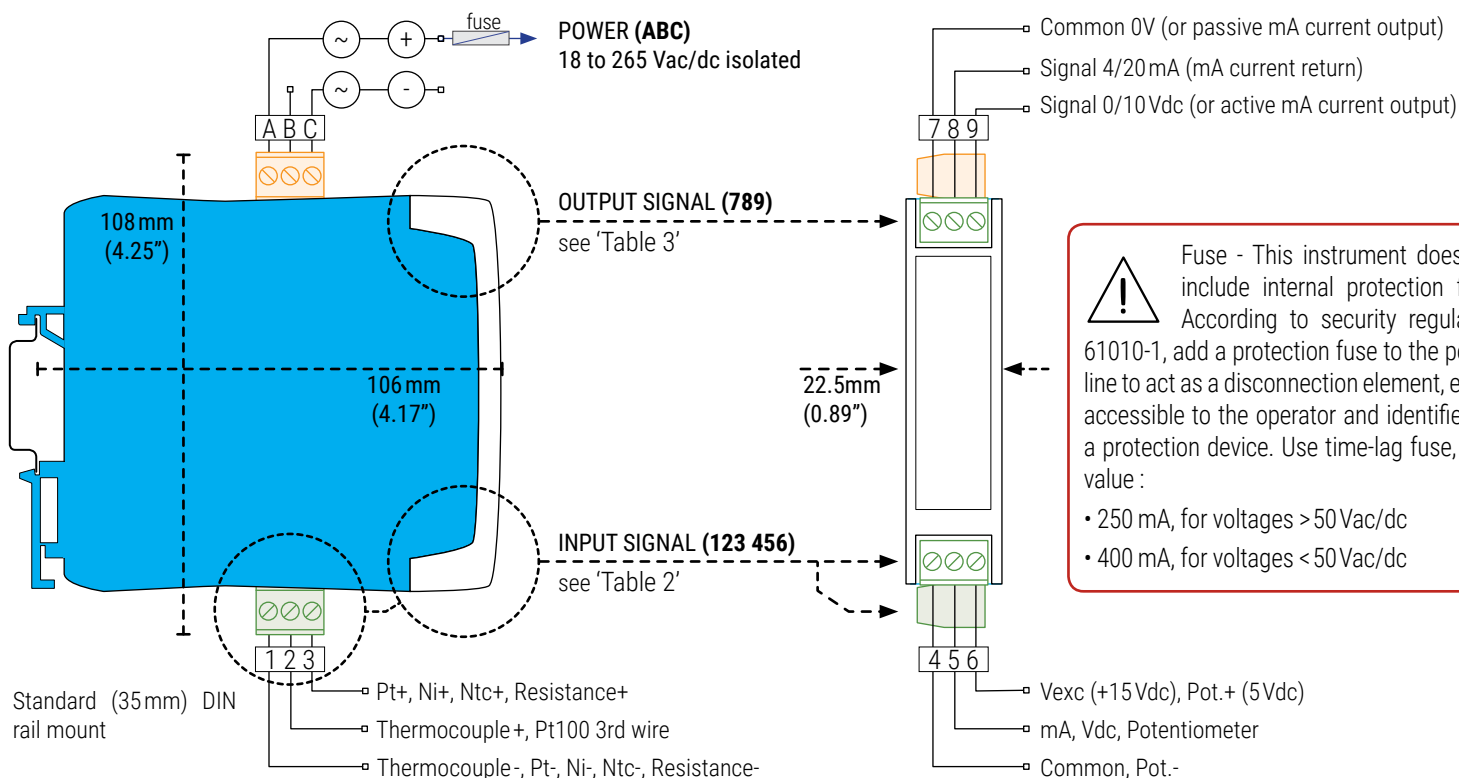 fuse
~ +
~ -
POWER (ABC)
18 to 265 Vac/dc isolated
A B C
Common 0V (or passive mA current output)
Signal 4/20 mA (mA current return)
Signal 0/10 Vdc (or active mA current output)
7 8 9
108 mm
(4.25”)
OUTPUT SIGNAL (789)
see ‘Table 3’
106 mm
(4.17”)
22.5mm
(0.89”)
Fuse - This instrument does
include internal protection
According to security
61010-1, add a protection fuse to the
line to act as a disconnection element,
accessible to the operator and
a protection device. Use time-lag fuse,
value :
• 250 mA, for voltages > 50 Vac/dc
• 400 mA, for voltages < 50 Vac/dc
INPUT SIGNAL (123 456)
see ‘Table 2’
1 2 3
Standard (35 mm) DIN
rail mount
Pt+, Ni+, Ntc+, Resistance+
Thermocouple+, Pt100 3rd wire
Thermocouple-, Pt-, Ni-, Ntc-, Resistance-
4 5 6
Vexc (+15 Vdc), Pot.+ (5 Vdc)
mA, Vdc, Potentiometer
Common, Pot.-